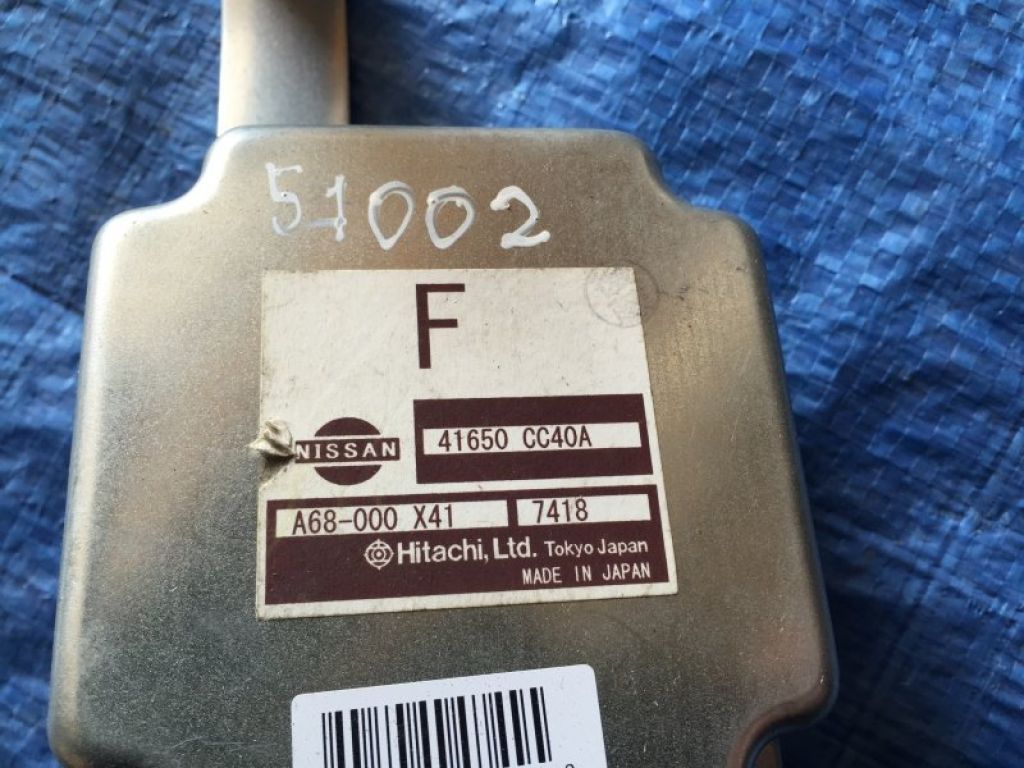 51002
F
NISSAN
41650 CC40A
A68-000 X41 7418
Hitachi, Ltd. Tokyo Japan
MADE IN JAPAN